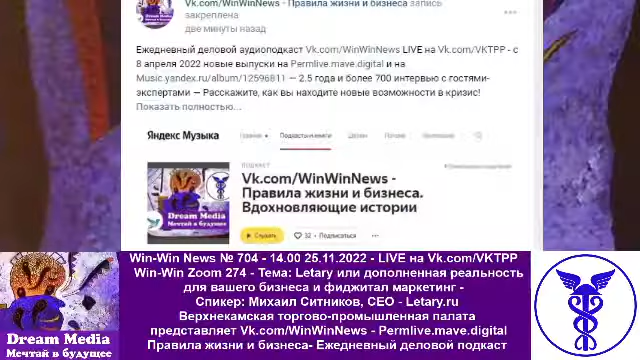 Vk.com/WinWinNews - Правила жизни и бизнеса запись
закреплена
две минуты назад
Ежедневный деловой аудиоподкаст Vk.com/WinWinNews LIVE на Vk.com/VKTPP - с
8 апреля 2022 новые выпуски на Permlive.mave.digital и на
Music.yandex.ru/album/12596811 — 2.5 года и более 700 интервью с гостями-
экспертами — Расскажите, как вы находите новые возможности в кризис!
Показать полностью...
Яндекс Музыка
Главное Подкасты и книги
ПОДКАСТ
Vk.com/WinWinNews -
Правила жизни и бизнеса.
Вдохновляющие истории
Dream Media
Мечтай в будущее
Слушать 32 Подписаться
Win-Win News № 704 - 14.00 25.11.2022 - LIVE на Vk.com/VKTPP
Win-Win Zoom 274 - Тема: Letary или дополненная реальность
для вашего бизнеса и фиджитал маркетинг -
Спикер: Михаил Ситников, CEO - Letary.ru
Верхнекамская торгово-промышленная палата
представляет Vk.com/WinWinNews - Permlive.mave.digital
Правила жизни и бизнеса- Ежедневный деловой подкаст
Dream Media
Мечтай в будущее